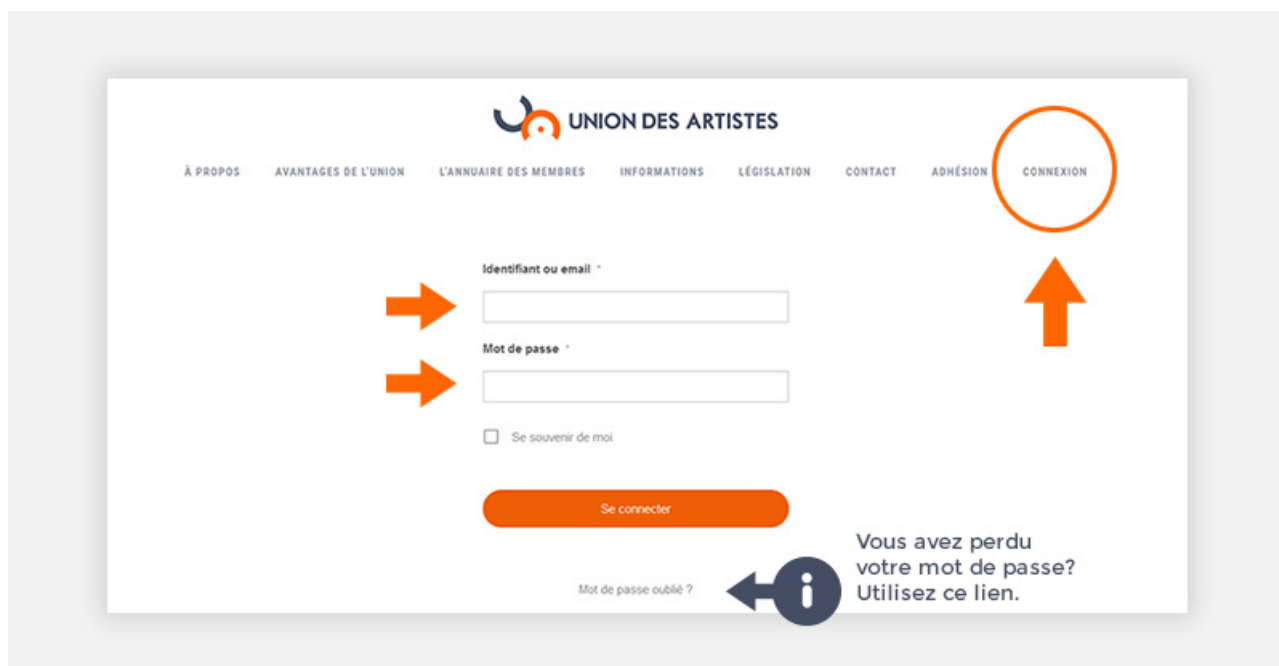 UNION DES ARTISTES
À PROPOS AVANTAGES DE L'UNION L'ANNUAIRE DES MEMBRES INFORMATIONS LÉGISLATION CONTACT ADHÉSION CONNEXION
Identifiant ou email *
Mot de passe *
Se souvenir de moi
Se connecter
Mot de passe oublié ?
Vous avez perdu
votre mot de passe?
Utilisez ce lien.